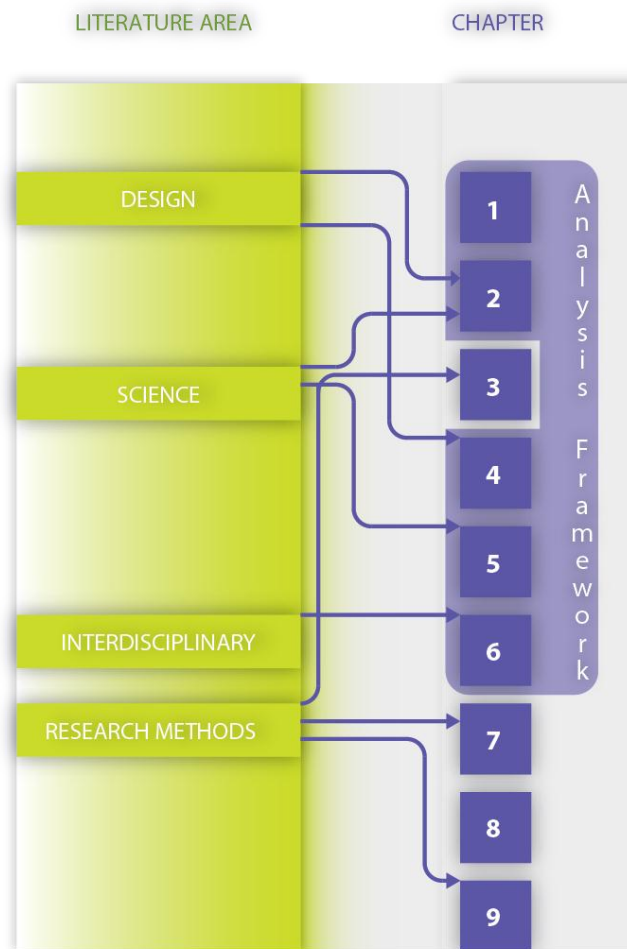 LITERATURE AREA
CHAPTER
DESIGN
SCIENCE
INTERDISCIPLINARY
RESEARCH METHODS
1
2
3
4
5
6
7
8
9
Analysis Framework